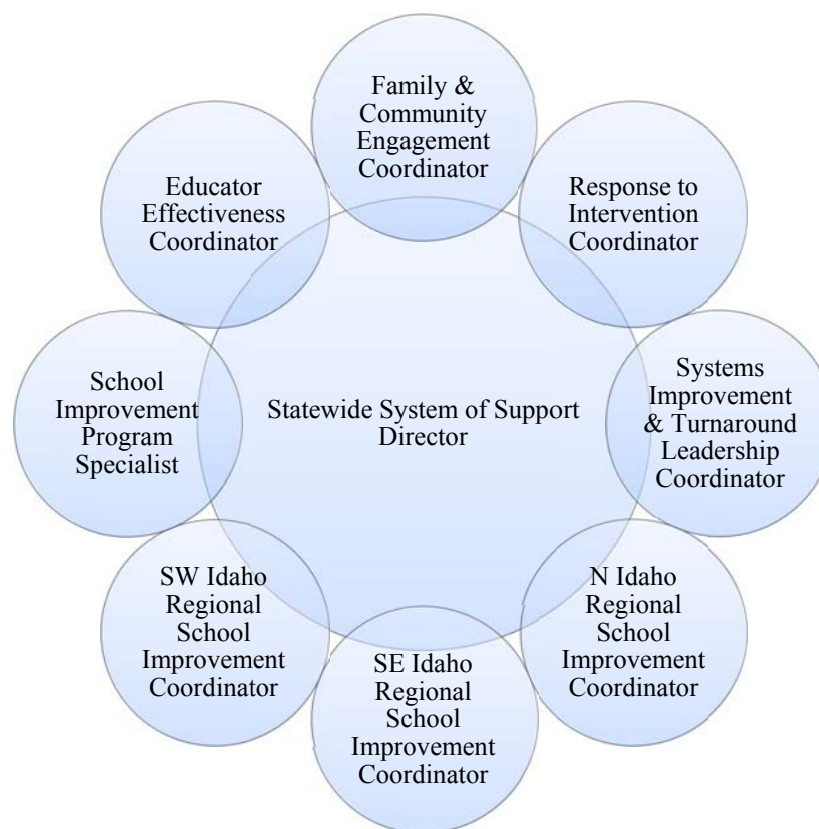 Family &
Community
Engagement
Coordinator
Educator
Effectiveness
Coordinator
Response to
Intervention
Coordinator
School
Improvement
Program
Specialist
Statewide System of Support
Director
Systems
Improvement
& Turnaround
Leadership
Coordinator
SW Idaho
Regional
School
Improvement
Coordinator
SE Idaho
Regional
School
Improvement
Coordinator
N Idaho
Regional
School
Improvement
Coordinator